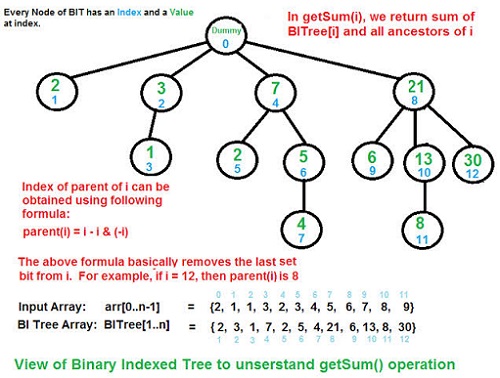 Every Node of BIT has an Index and a Value
at index.
In getSum(i), we return sum of
BITree[i] and all ancestors of i
Dummy
0
2
1
3
2
7
4
21
8
1
3
2
5
5
6
6
9
13
10
30
12
4
7
8
11
Index of parent of i can be
obtained using following
formula:
parent(i) = i - i & (-i)
The above formula basically removes the last set
bit from i. For example, if i = 12, then parent(i) is 8
0 1 2 3 4 5 6 7 8 9 10 11
Input Array: arr[0..n-1] = {2, 1, 1, 3, 2, 3, 4, 5, 6, 7, 8, 9}
BI Tree Array: BITree[1..n] = { 2, 3, 1, 7, 2, 5, 4, 21, 6, 13, 8, 30}
1 2 3 4 5 6 7 8 9 10 11 12
View of Binary Indexed Tree to unserstand getSum() operation